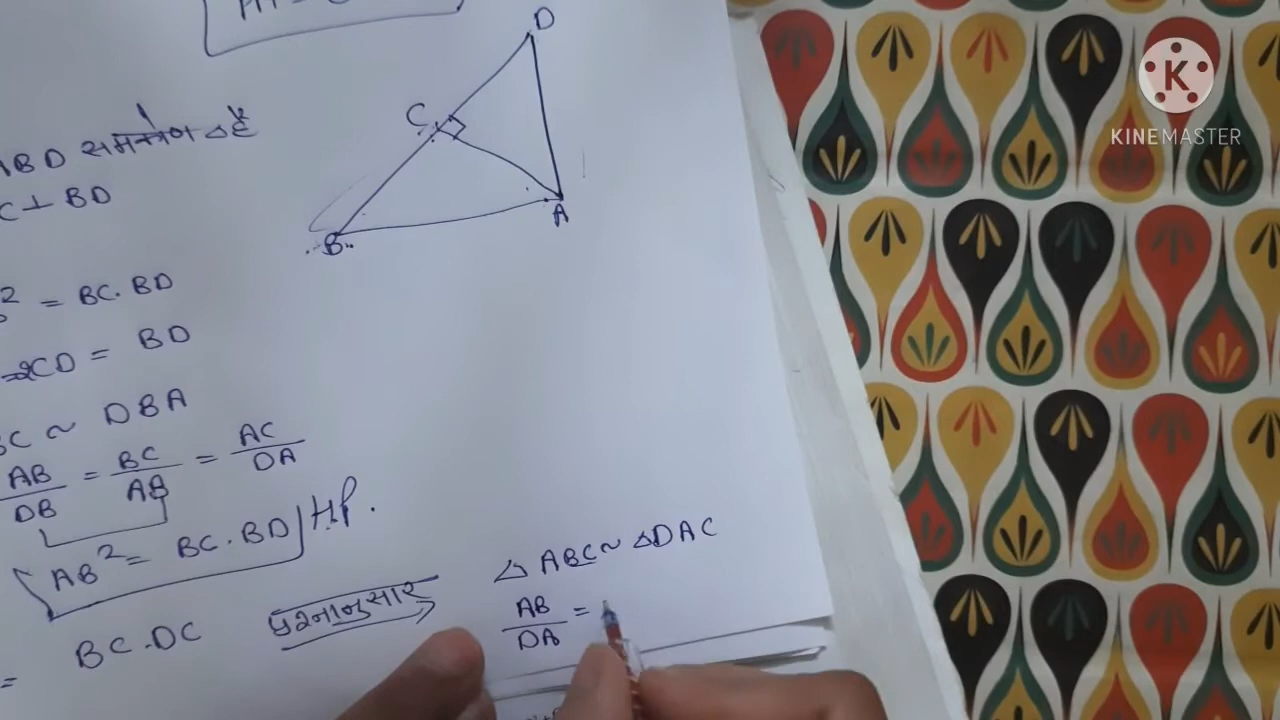 D
C
A
B
ABD समकोण △ है
C ⊥ BD
² = BC.BD
CD = BD
BC ~ DBA
AB/DB = BC/AB = AC/DA
AB² = BC.BD H.P.
= BC.DC
प्रश्नानुसार
△ ABC ~ △DAC
AB/DA =
K
KINEMASTER